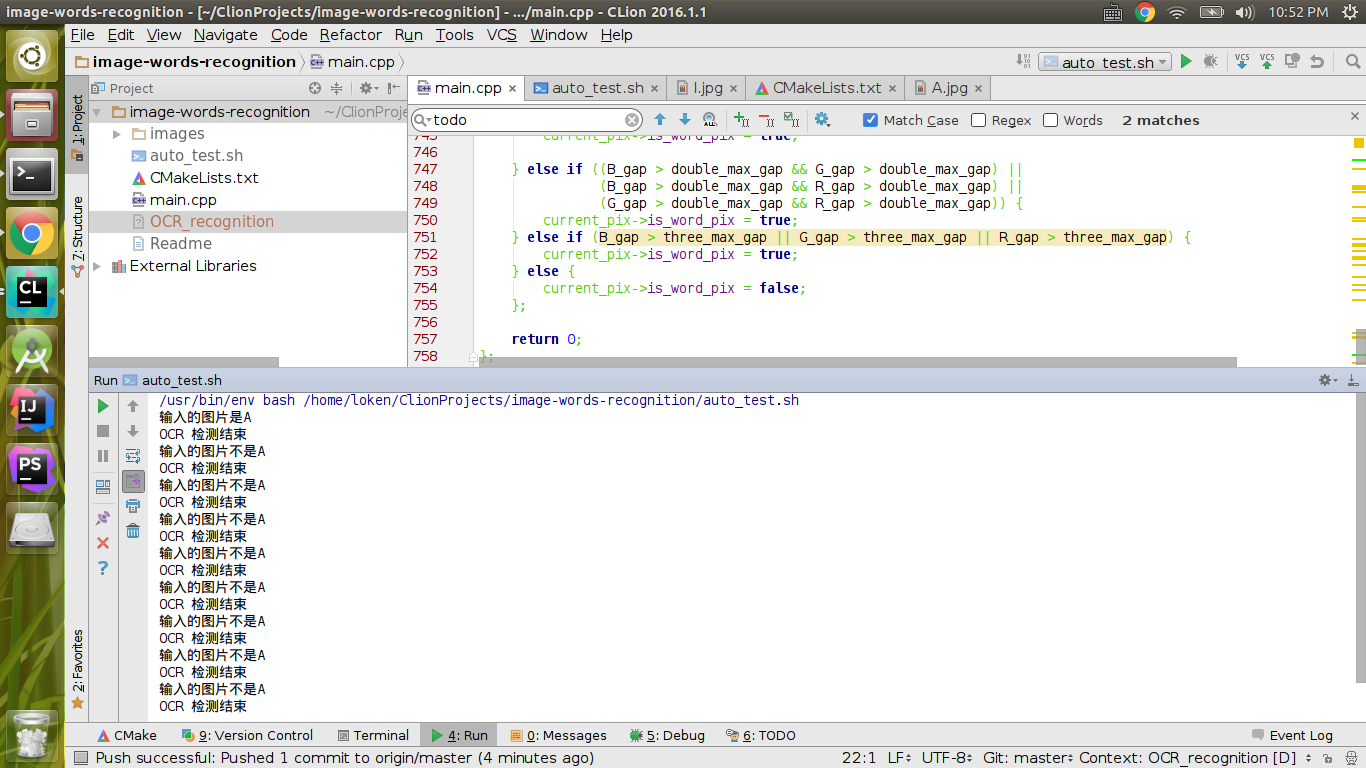 image-words-recognition - [~/ClionProjects/image-words-recognition] - .../main.cpp - CLion 2016.1.1
10:52 PM
File Edit View Navigate Code Refactor Run Tools VCS Window Help
image-words-recognition main.cpp
auto_test.sh
VCS VCS
Project
main.cpp auto_test.sh I.jpg CMakeLists.txt A.jpg
1: Project
7: Structure
2: Favorites
image-words-recognition ~/ClionProje
images
auto_test.sh
CMakeLists.txt
main.cpp
OCR_recognition
Readme
External Libraries
todo
Match Case Regex Words 2 matches
745 current_pix->is_word_pix = true;
746
747 } else if ((B_gap > double_max_gap && G_gap > double_max_gap) ||
748 (B_gap > double_max_gap && R_gap > double_max_gap) ||
749 (G_gap > double_max_gap && R_gap > double_max_gap)) {
750 current_pix->is_word_pix = true;
751 } else if (B_gap > three_max_gap || G_gap > three_max_gap || R_gap > three_max_gap) {
752 current_pix->is_word_pix = true;
753 } else {
754 current_pix->is_word_pix = false;
755 };
756
757 return 0;
758 };
Run auto_test.sh
/usr/bin/env bash /home/loken/ClionProjects/image-words-recognition/auto_test.sh
输入的图片是A
OCR 检测结束
输入的图片不是A
OCR 检测结束
输入的图片不是A
OCR 检测结束
输入的图片不是A
OCR 检测结束
输入的图片不是A
OCR 检测结束
输入的图片不是A
OCR 检测结束
输入的图片不是A
OCR 检测结束
输入的图片不是A
OCR 检测结束
输入的图片不是A
OCR 检测结束
CL
IJ
PS
CMake 9: Version Control Terminal 4: Run 0: Messages 5: Debug 6: TODO Event Log
Push successful: Pushed 1 commit to origin/master (4 minutes ago) 22:1 LF UTF-8 Git: master Context: OCR_recognition [D]